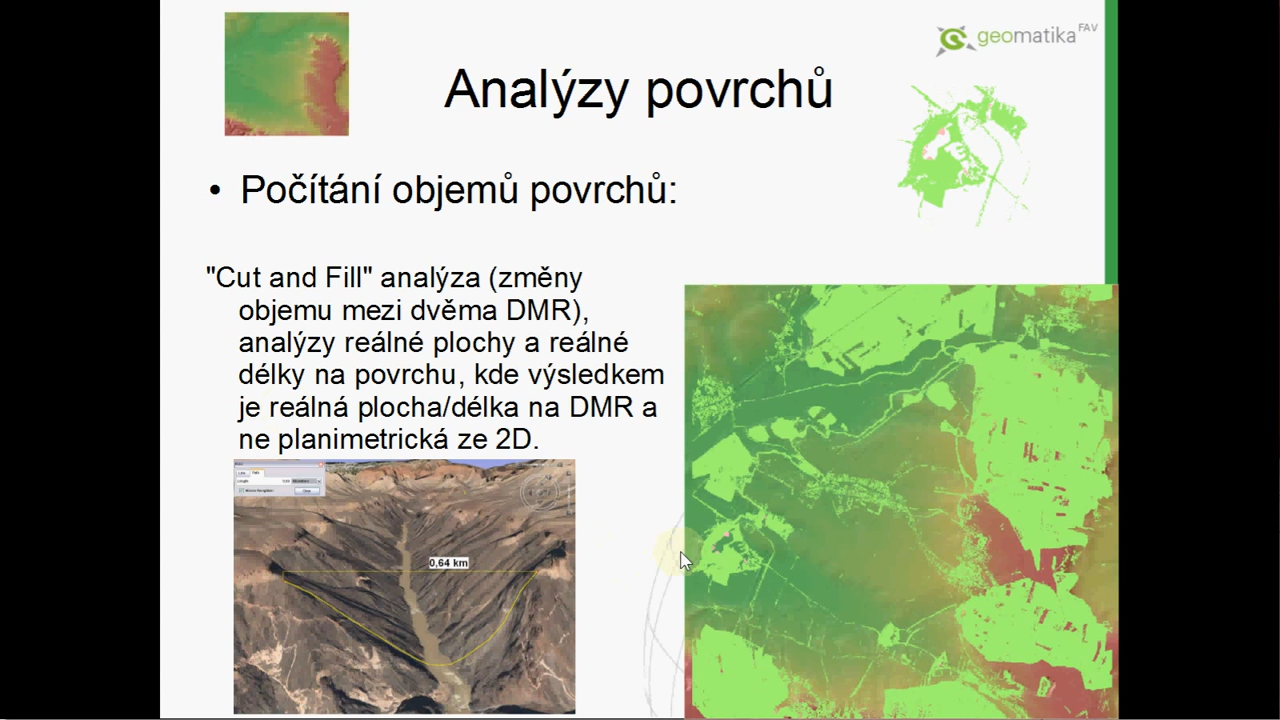 geomatika FAV
Analýzy povrchů
• Počítání objemů povrchů:
"Cut and Fill" analýza (změny
objemu mezi dvěma DMR),
analýzy reálné plochy a reálné
délky na povrchu, kde výsledkem
je reálná plocha/délka na DMR a
ne planimetrická ze 2D.
0,64 km